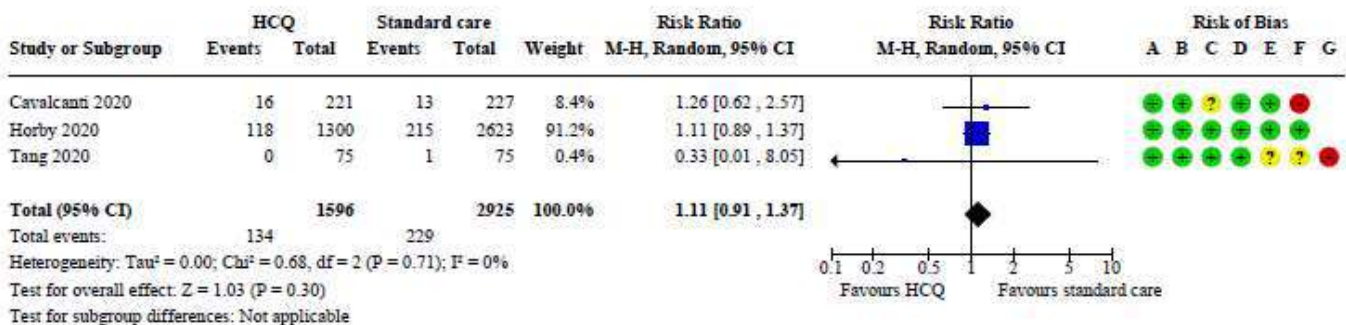 HCQ Standard care Risk Ratio Risk Ratio Risk of Bias
Study or Subgroup Events Total Events Total Weight M-H, Random, 95% CI M-H, Random, 95% CI A B C D E F G
Cavalcanti 2020 16 221 13 227 8.4% 1.26 [0.62 , 2.57] + + ? + +
Horby 2020 118 1300 215 2623 91.2% 1.11 [0.89 , 1.37] + + + + + +
Tang 2020 0 75 1 75 0.4% 0.33 [0.01 , 8.05] + + + + ? ?
Total (95% CI) 1596 2925 100.0% 1.11 [0.91 , 1.37]
Total events: 134 229
Heterogeneity: Tau² = 0.00; Chi² = 0.68, df = 2 (P = 0.71); I² = 0% 0.1 0.2 0.5 1 2 5 10
Test for overall effect: Z = 1.03 (P = 0.30) Favours HCQ Favours standard care
Test for subgroup differences: Not applicable